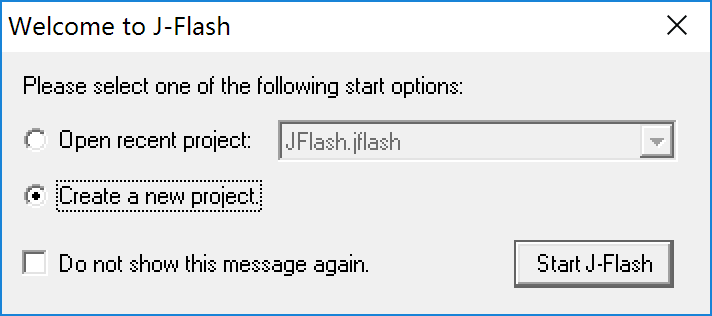 Welcome to J-Flash
Please select one of the following start options:
Open recent project: JFlash.jflash
Create a new project.
Do not show this message again. Start J-Flash